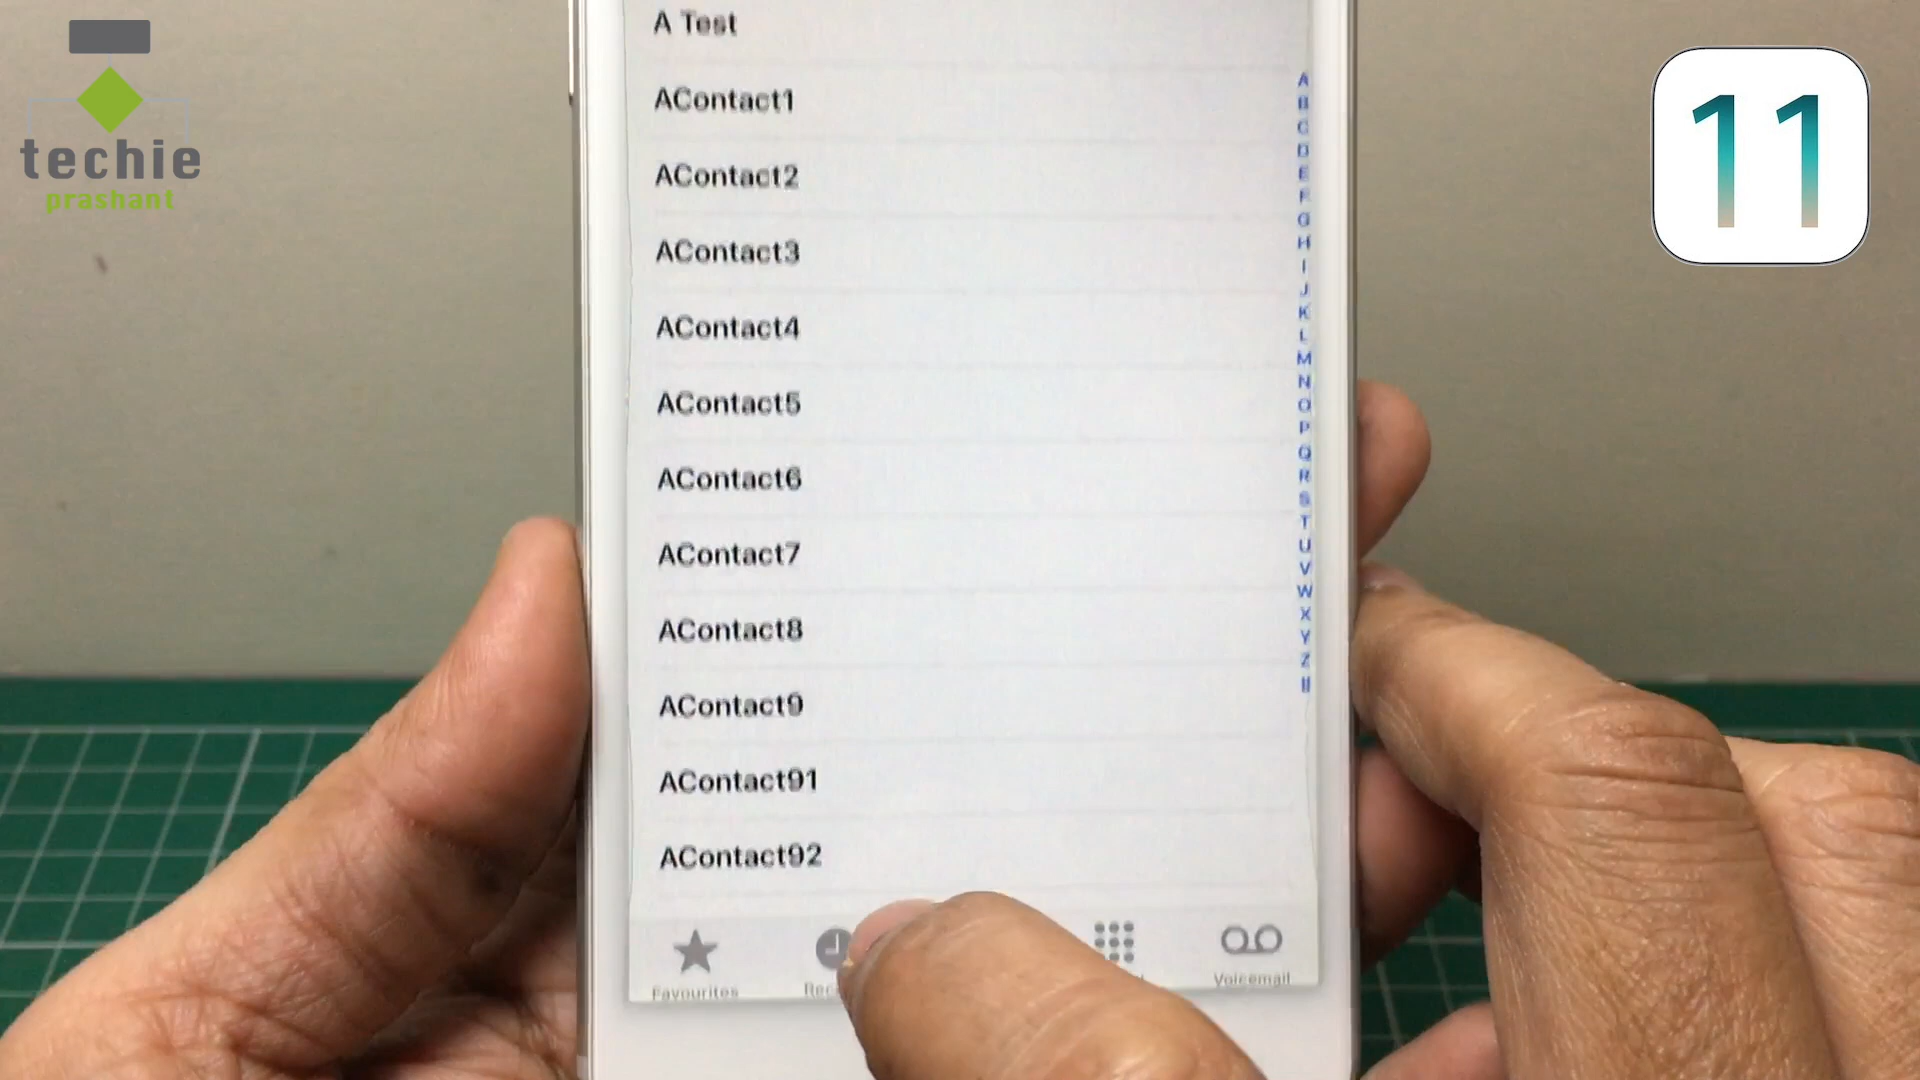 techie
prashant
11
A Test
AContact1
AContact2
AContact3
AContact4
AContact5
AContact6
AContact7
AContact8
AContact9
AContact91
AContact92
A
B
C
D
E
F
G
H
I
J
K
L
M
N
O
P
Q
R
S
T
U
V
W
X
Y
Z
#
Favourites
Voicemail